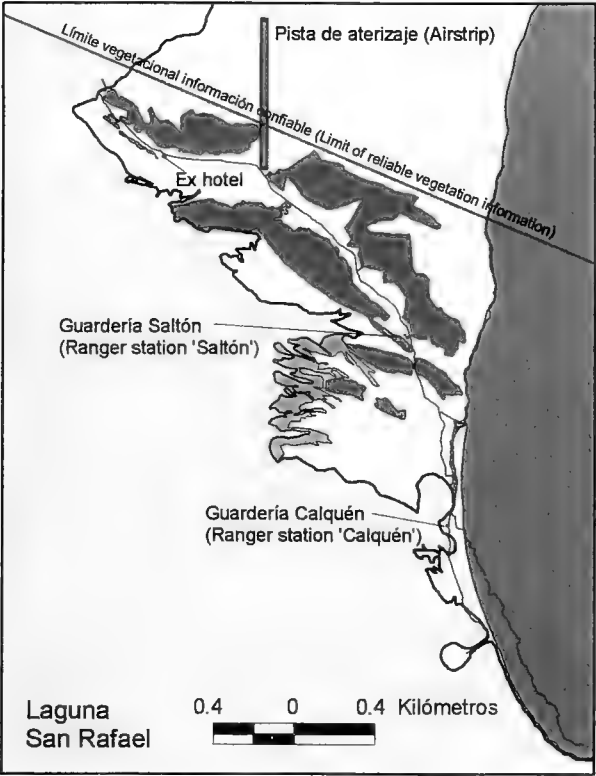 Pista de aterizaje (Airstrip)
Límite vegetacional información confiable (Limit of reliable vegetation information)
Ex hotel
Guardería Saltón
(Ranger station 'Saltón')
Guardería Calquén
(Ranger station 'Calquén')
Laguna
San Rafael
0.4 0 0.4 Kilómetros